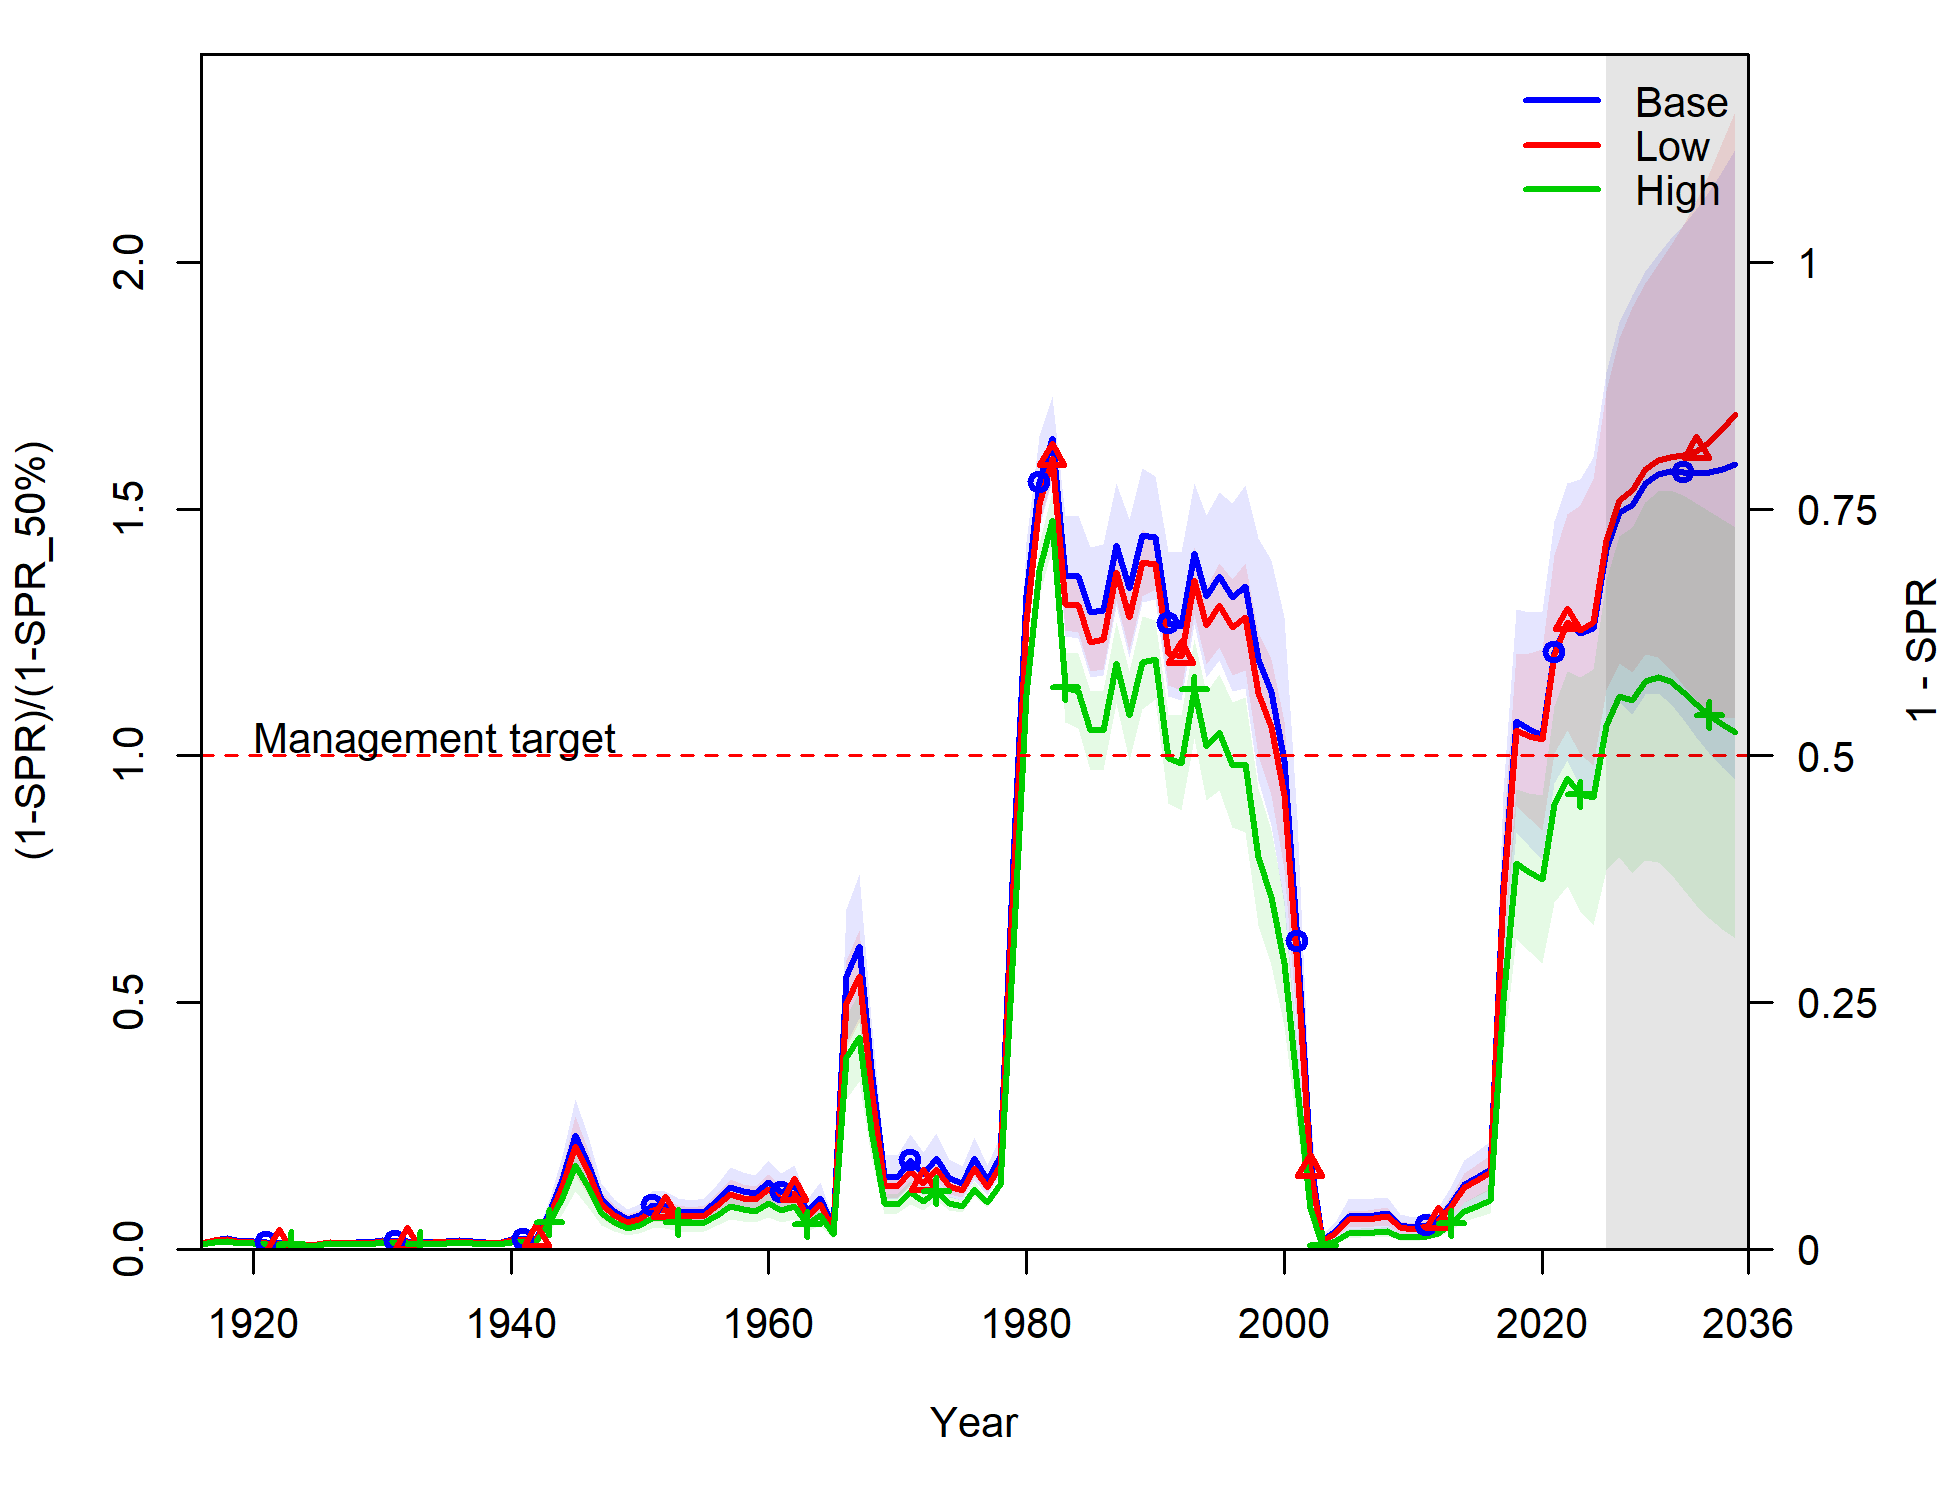 Base
Low
High
Management target
(1-SPR)/(1-SPR_50%)
0.0
0.5
1.0
1.5
2.0
1 - SPR
0
0.25
0.5
0.75
1
1920
1940
1960
1980
2000
2020
2036
Year